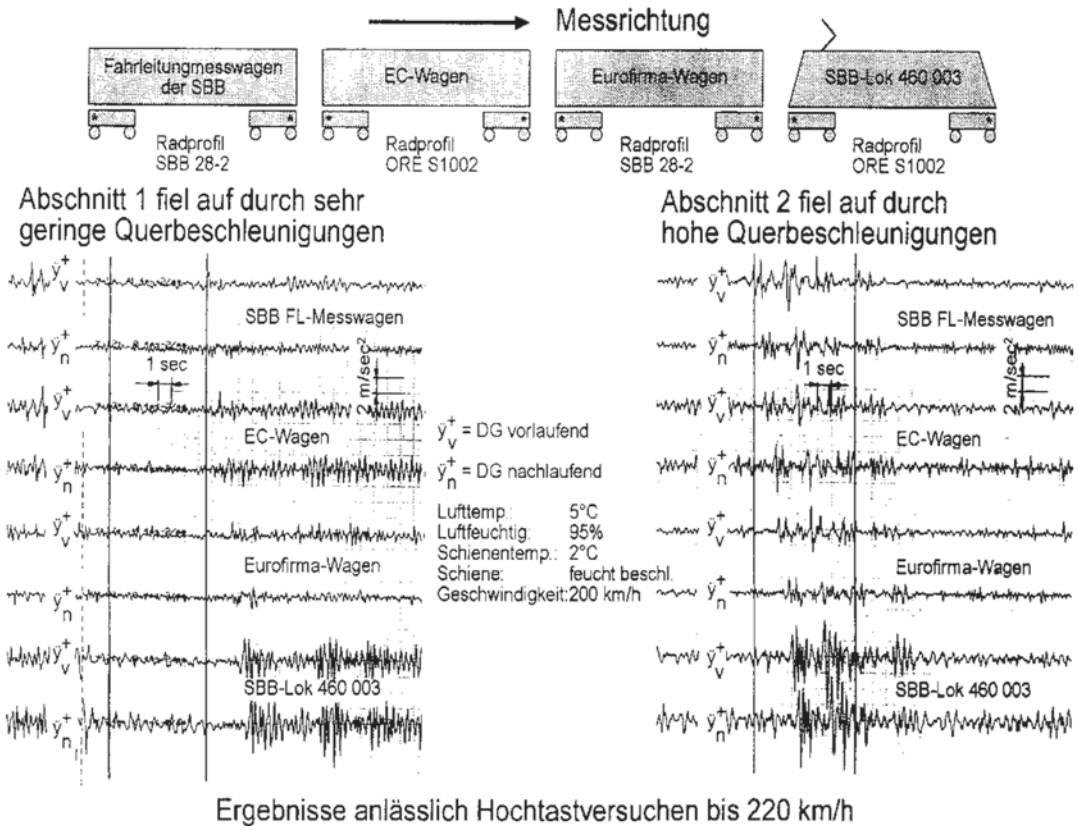 Messrichtung
Fahrleitungmesswagen
der SBB
EC-Wagen
Eurofirma-Wagen
SBB-Lok 460 003
Radprofil
SBB 28-2
Radprofil
ORE S1002
Radprofil
SBB 28-2
Radprofil
ORE S1002
Abschnitt 1 fiel auf durch sehr
geringe Querbeschleunigungen
ÿ+v
SBB FL-Messwagen
ÿ+n
1 sec
2 m/sec²
ÿ+v
EC-Wagen
ÿ+n
ÿ+v
Eurofirma-Wagen
ÿ+n
ÿ+v
SBB-Lok 460 003
ÿ+n
ÿ+v = DG vorlaufend
ÿ+n = DG nachlaufend
Lufttemp.: 5°C
Luftfeuchtig: 95%
Schienentemp.: 2°C
Schiene: feucht beschl.
Geschwindigkeit: 200 km/h
Abschnitt 2 fiel auf durch
hohe Querbeschleunigungen
ÿ+v
SBB FL-Messwagen
ÿ+n
1 sec
2 m/sec²
ÿ+v
EC-Wagen
ÿ+n
ÿ+v
Eurofirma-Wagen
ÿ+n
ÿ+v
SBB-Lok 460 003
ÿ+n
Ergebnisse anlässlich Hochtastversuchen bis 220 km/h